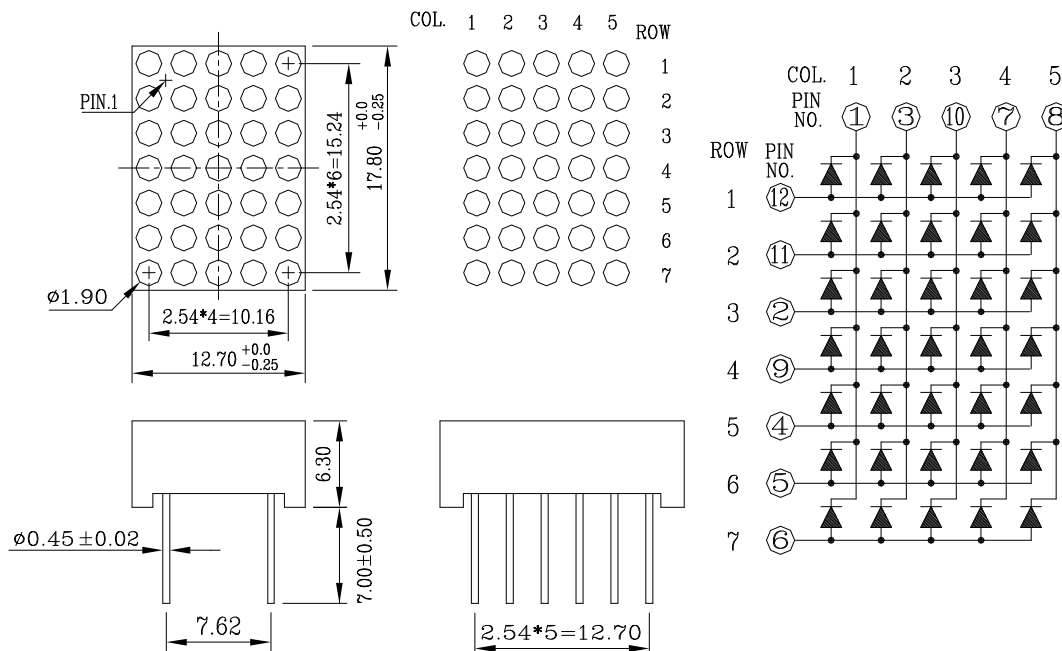 COL. 1 2 3 4 5
ROW
1
2
3
4
5
6
7
PIN.1
2.54*6=15.24
17.80 +0.0 -0.25
ø1.90
2.54*4=10.16
12.70 +0.0 -0.25
COL. 1 2 3 4 5
PIN NO. 1 3 10 7 8
ROW PIN NO.
1 12
2 11
3 2
4 9
5 4
6 5
7 6
6.30
ø0.45±0.02
7.00±0.50
7.62
2.54*5=12.70